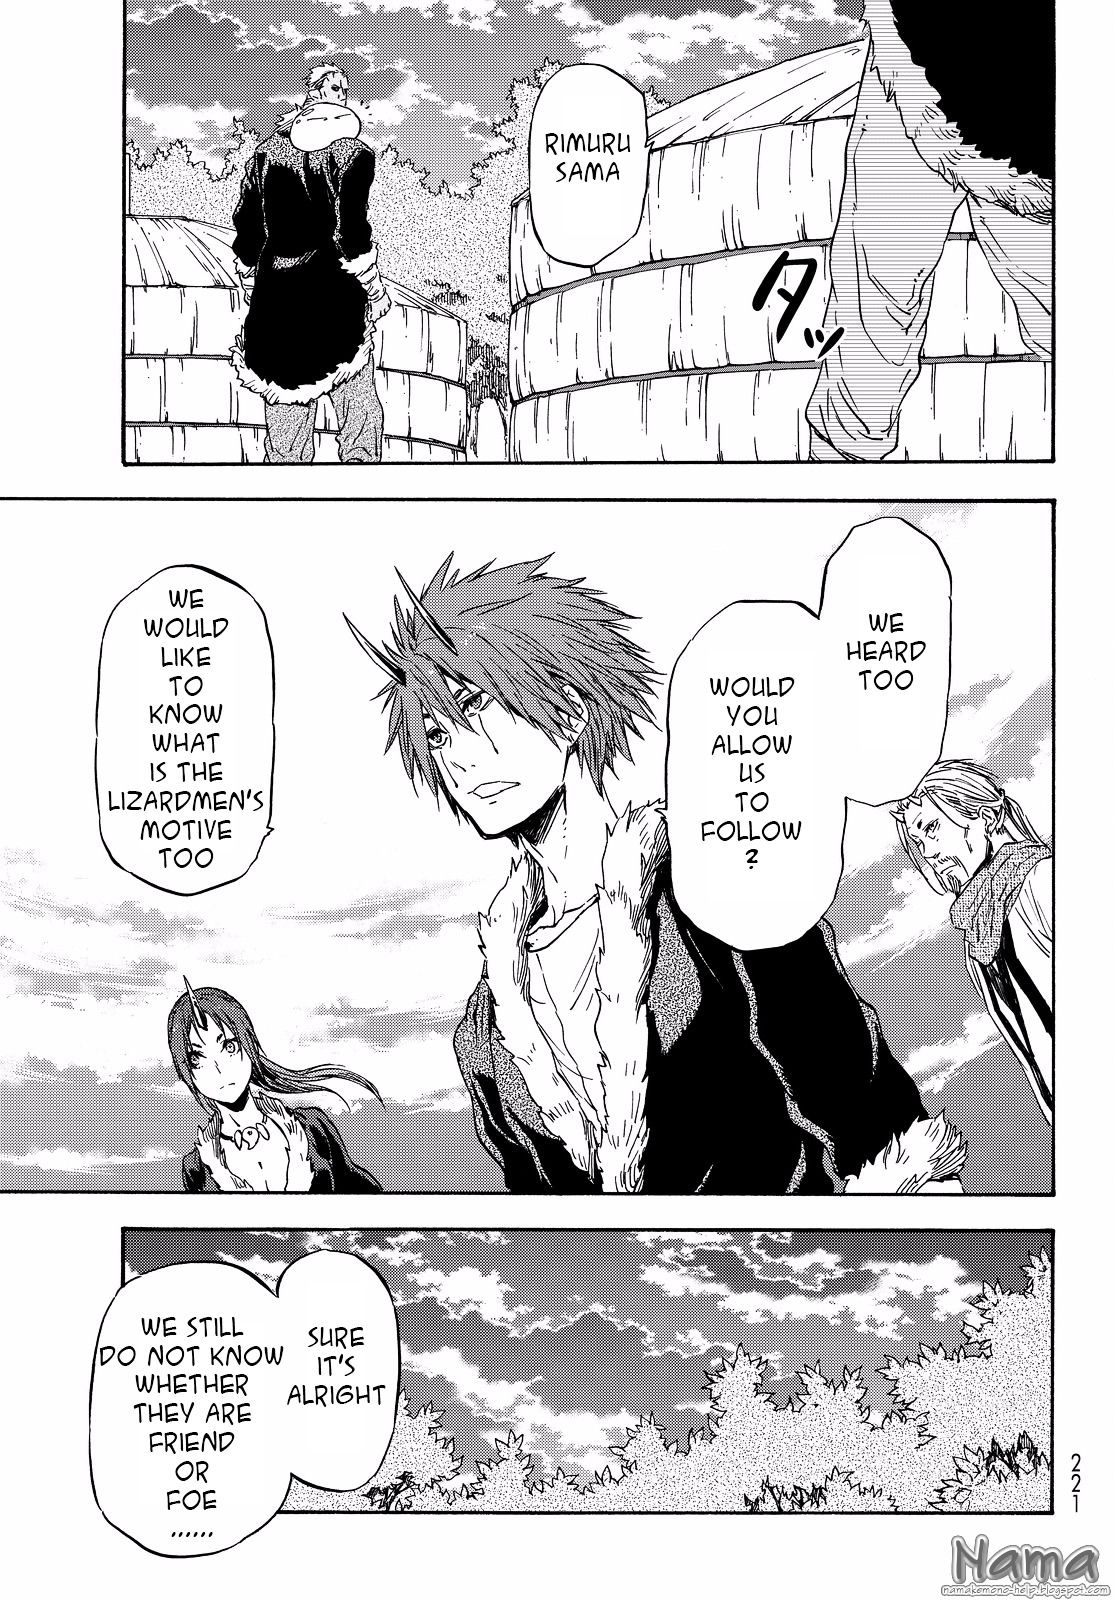 RIMURU
SAMA
タッ
WE
HEARD
TOO
WOULD
YOU
ALLOW
US
TO
FOLLOW
?
WE
WOULD
LIKE
TO
KNOW
WHAT
IS THE
LIZARDMEN'S
MOTIVE
TOO
SURE
IT'S
ALRIGHT
WE STILL
DO NOT KNOW
WHETHER
THEY ARE
FRIEND
OR
FOE
......
221
Nama
namakemono-help.blogspot.com